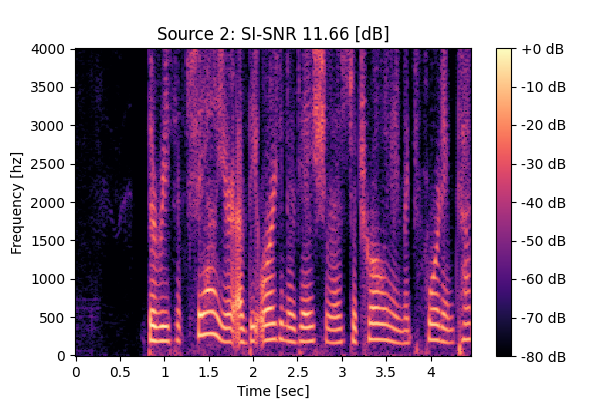 Source 2: SI-SNR 11.66 [dB]
4000
3500
3000
2500
2000
1500
1000
500
0
Frequency [hz]
0 0.5 1 1.5 2 2.5 3 3.5 4
Time [sec]
+0 dB
-10 dB
-20 dB
-30 dB
-40 dB
-50 dB
-60 dB
-70 dB
-80 dB